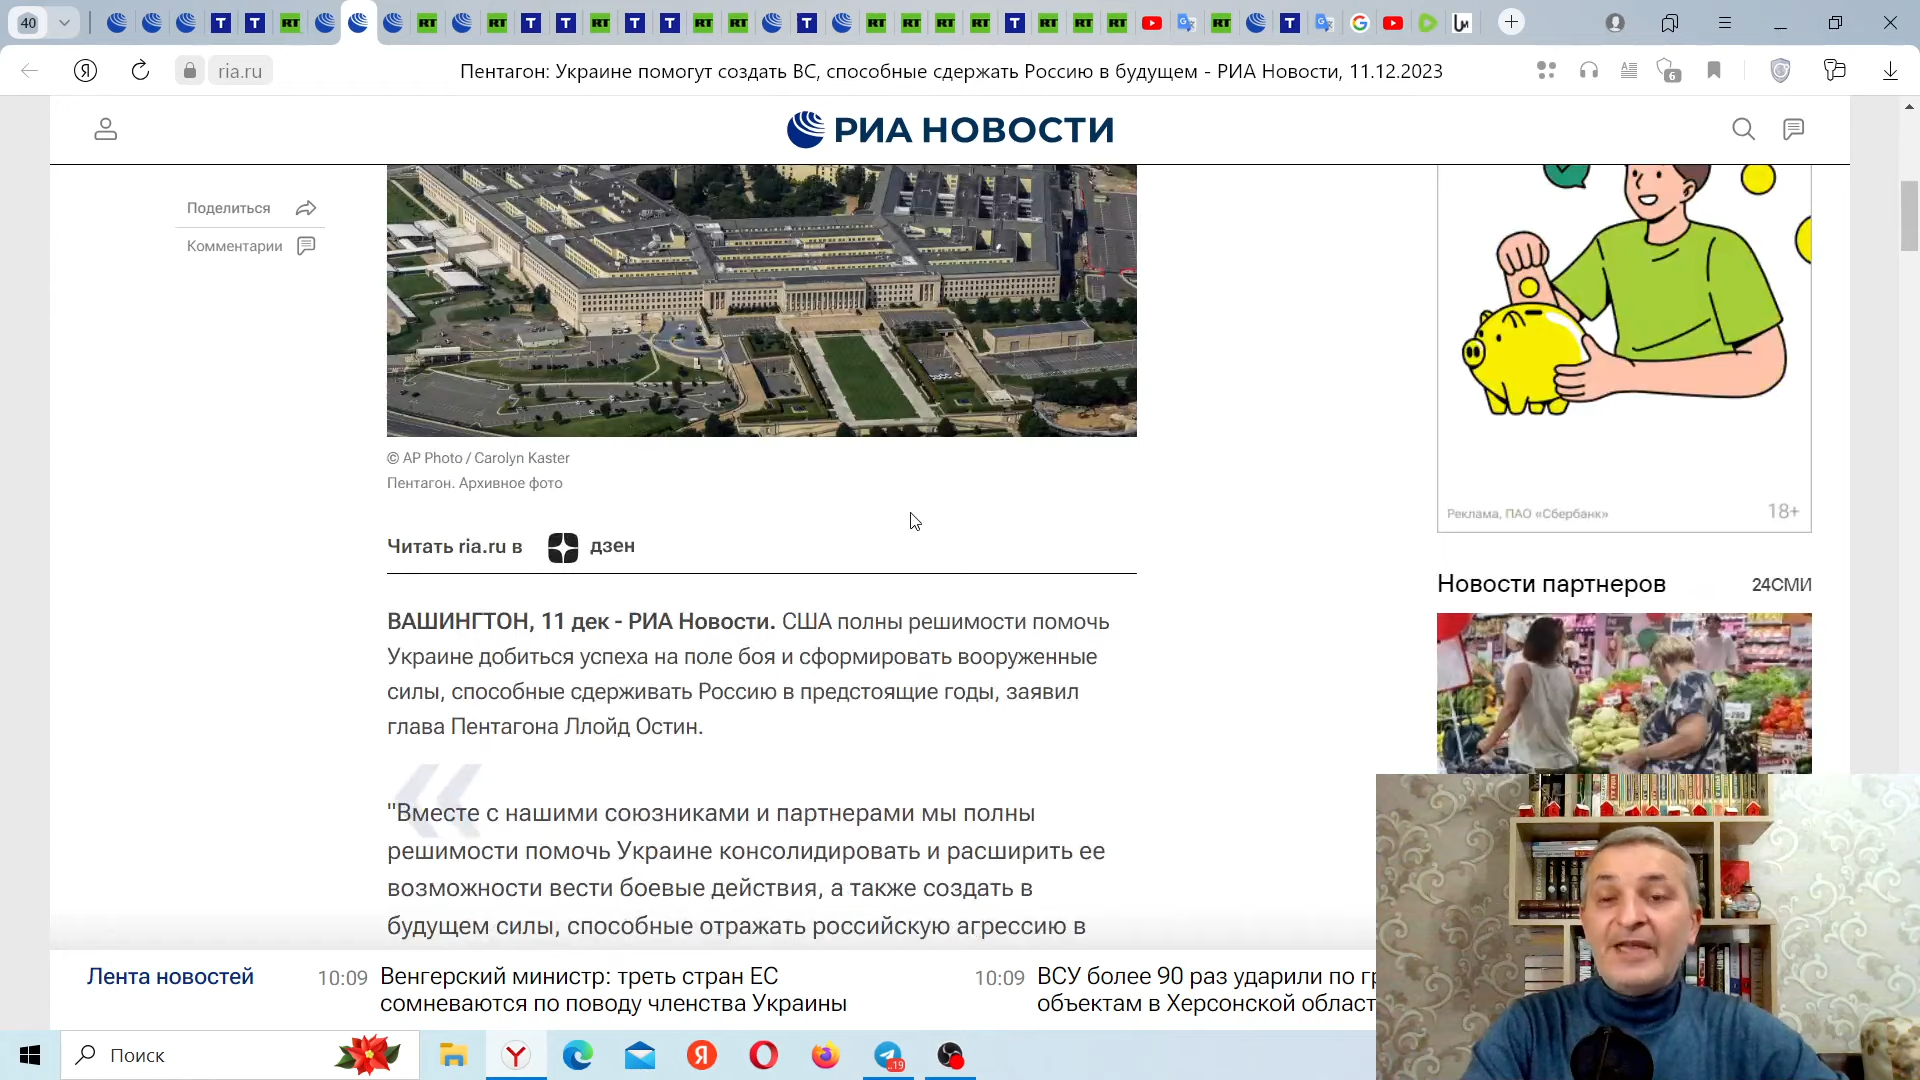 40
ria.ru
Пентагон: Украине помогут создать ВС, способные сдержать Россию в будущем - РИА Новости, 11.12.2023
6
РИА НОВОСТИ
Поделиться
Комментарии
© AP Photo / Carolyn Kaster
Пентагон. Архивное фото
Читать ria.ru в дзен
ВАШИНГТОН, 11 дек - РИА Новости. США полны решимости помочь
Украине добиться успеха на поле боя и сформировать вооруженные
силы, способные сдерживать Россию в предстоящие годы, заявил
глава Пентагона Ллойд Остин.
"Вместе с нашими союзниками и партнерами мы полны
решимости помочь Украине консолидировать и расширить ее
возможности вести боевые действия, а также создать в
будущем силы, способные отражать российскую агрессию в
Реклама, ПАО «Сбербанк»
18+
Новости партнеров
24СМИ
Лента новостей
10:09 Венгерский министр: треть стран ЕС
сомневаются по поводу членства Украины
10:09 ВСУ более 90 раз ударили по гр
объектам в Херсонской област
Поиск